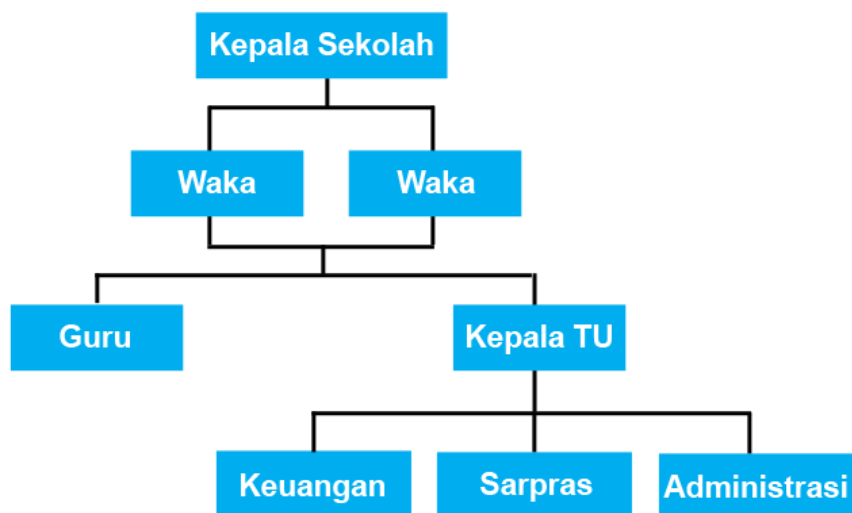 Kepala Sekolah
Waka
Waka
Guru
Kepala TU
Keuangan
Sarpras
Administrasi